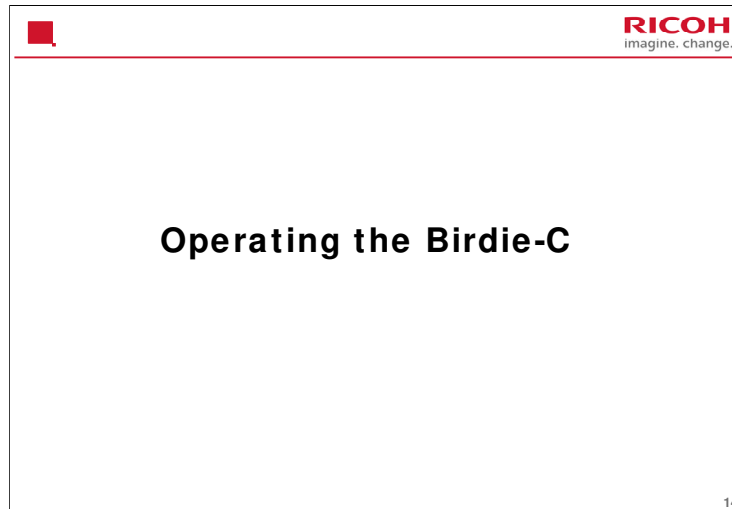 RICOH
imagine. change.
Operating the Birdie-C